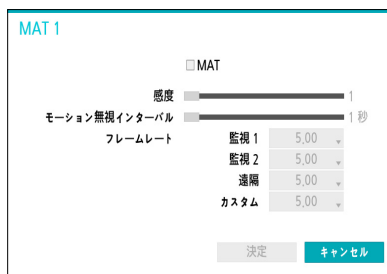 MAT 1
MAT
感度 1
モーション無視インターバル 1 秒
フレームレート 監視 1 5.00
監視 2 5.00
遠隔 5.00
カスタム 5.00
決定 キャンセル